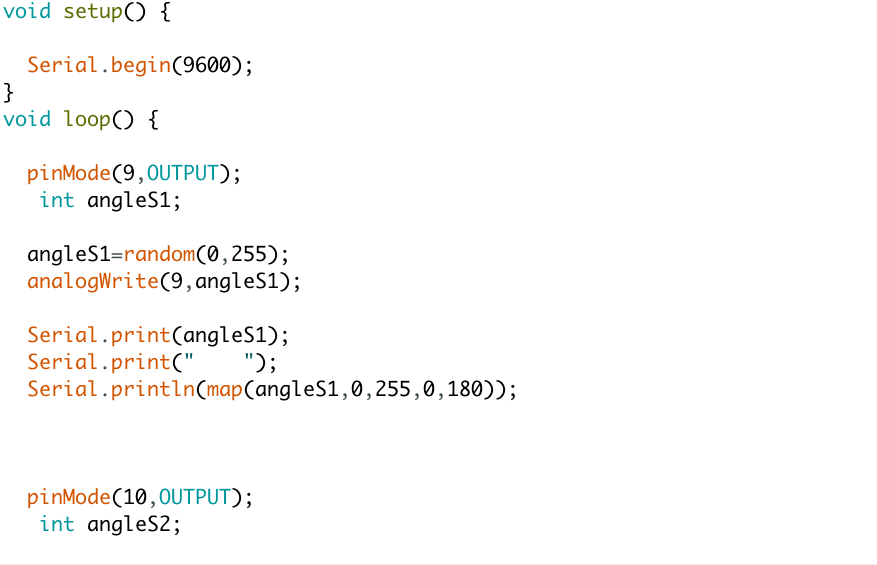 void setup() {
  Serial.begin(9600);
}
void loop() {
  pinMode(9,OUTPUT);
   int angleS1;
  angleS1=random(0,255);
  analogWrite(9,angleS1);
  Serial.print(angleS1);
  Serial.print("    ");
  Serial.println(map(angleS1,0,255,0,180));
  pinMode(10,OUTPUT);
   int angleS2;